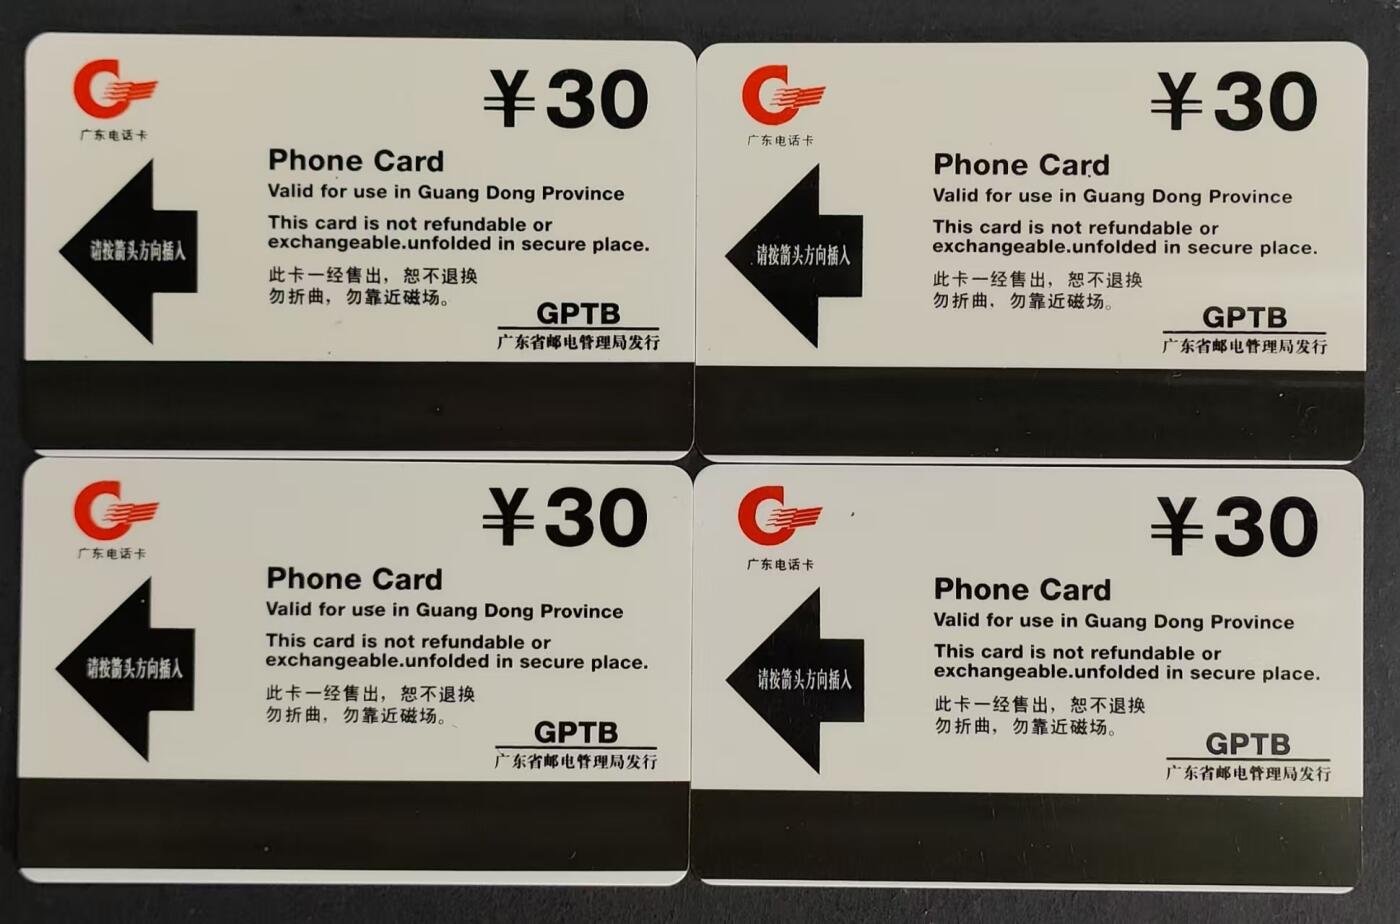 ¥30
广东电话卡
Phone Card
Valid for use in Guang Dong Province
This card is not refundable or
exchangeable.unfolded in secure place.
请按箭头方向插入
此卡一经售出，恕不退换
勿折曲，勿靠近磁场。
GPTB
广东省邮电管理局发行
¥30
广东电话卡
Phone Card
Valid for use in Guang Dong Province
This card is not refundable or
exchangeable.unfolded in secure place.
请按箭头方向插入
此卡一经售出，恕不退换
勿折曲，勿靠近磁场。
GPTB
广东省邮电管理局发行
¥30
广东电话卡
Phone Card
Valid for use in Guang Dong Province
This card is not refundable or
exchangeable.unfolded in secure place.
请按箭头方向插入
此卡一经售出，恕不退换
勿折曲，勿靠近磁场。
GPTB
广东省邮电管理局发行
¥30
广东电话卡
Phone Card
Valid for use in Guang Dong Province
This card is not refundable or
exchangeable.unfolded in secure place.
请按箭头方向插入
此卡一经售出，恕不退换
勿折曲，勿靠近磁场。
GPTB
广东省邮电管理局发行